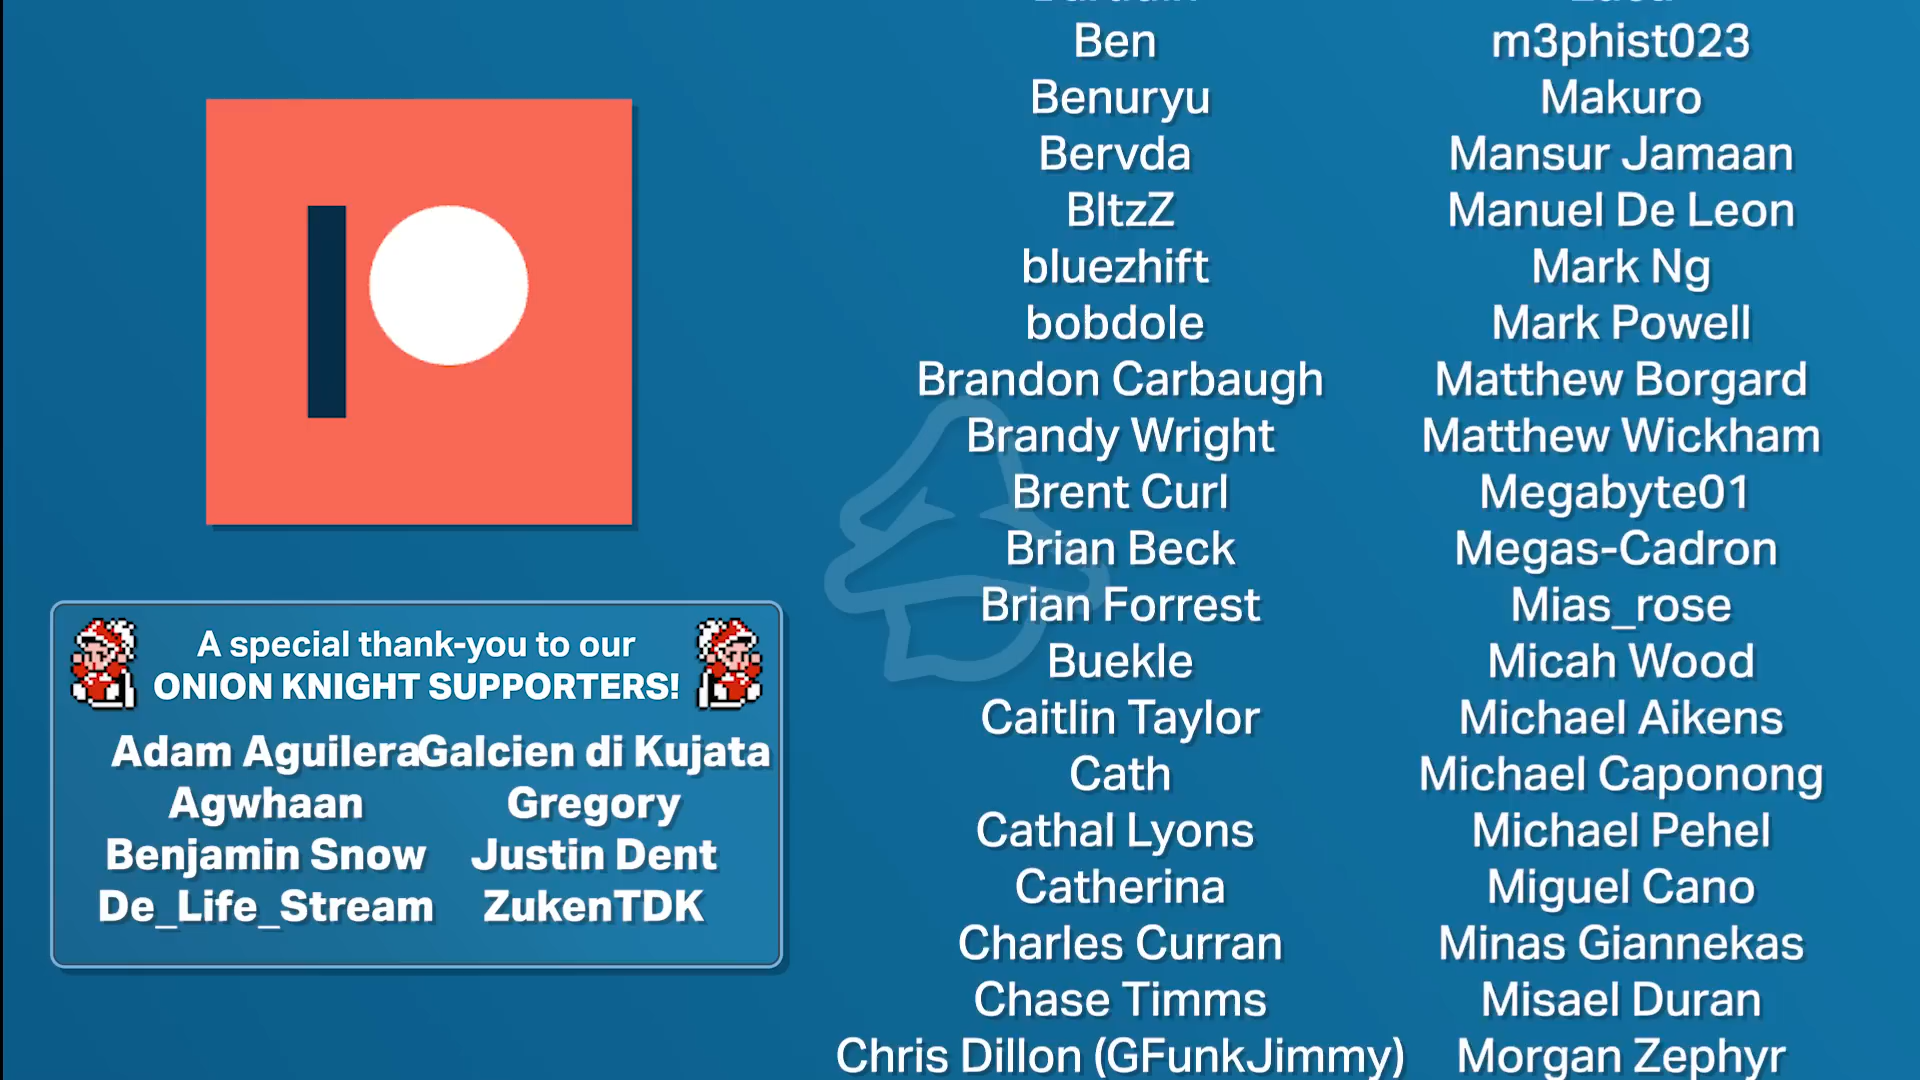 A special thank-you to our
ONION KNIGHT SUPPORTERS!
Adam Aguilera
Agwhaan
Benjamin Snow
De_Life_Stream
Galcien di Kujata
Gregory
Justin Dent
ZukenTDK
Ben
Benuryu
Bervda
BltzZ
bluezhift
bobdole
Brandon Carbaugh
Brandy Wright
Brent Curl
Brian Beck
Brian Forrest
Buekle
Caitlin Taylor
Cath
Cathal Lyons
Catherina
Charles Curran
Chase Timms
Chris Dillon (GFunkJimmy)
m3phist023
Makuro
Mansur Jamaan
Manuel De Leon
Mark Ng
Mark Powell
Matthew Borgard
Matthew Wickham
Megabyte01
Megas-Cadron
Mias_rose
Micah Wood
Michael Aikens
Michael Caponong
Michael Pehel
Miguel Cano
Minas Giannekas
Misael Duran
Morgan Zephyr